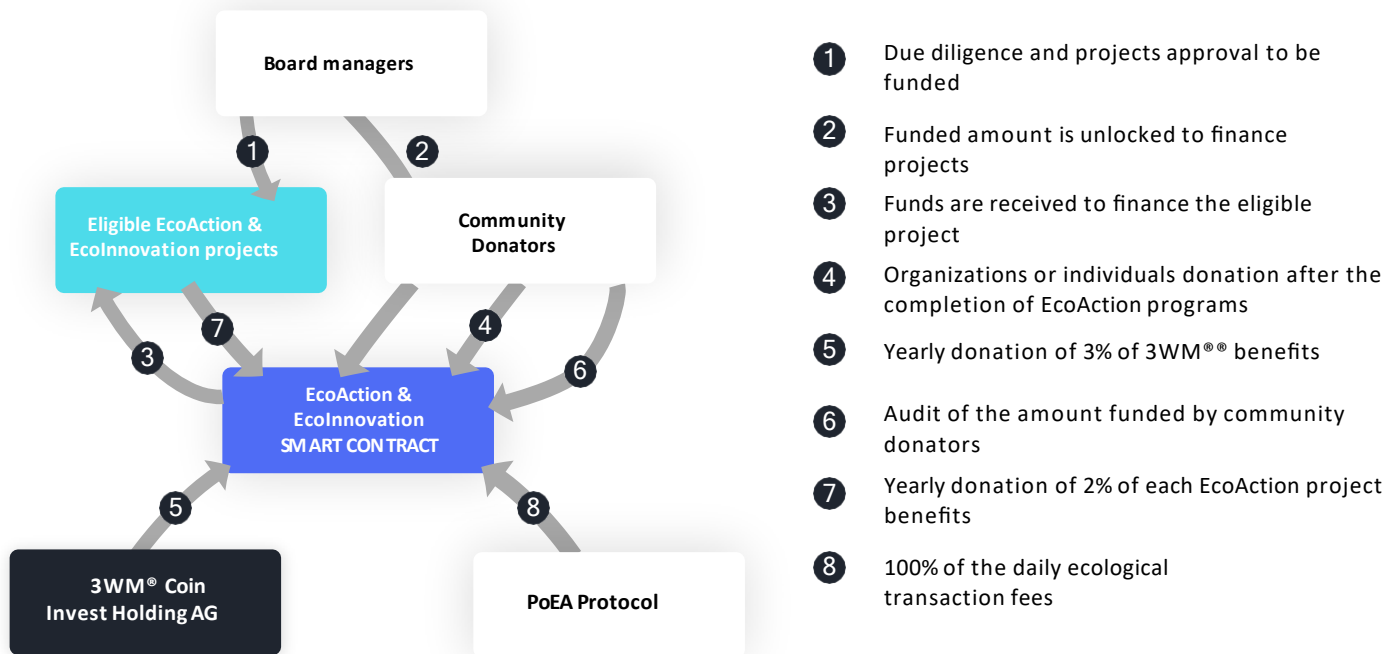 Board managers
1
2
Eligible EcoAction &
EcoInnovation projects
Community
Donators
7
4
3
6
EcoAction &
EcoInnovation
SMART CONTRACT
5
8
3WM® Coin
Invest Holding AG
PoEA Protocol
1 Due diligence and projects approval to be
funded
2 Funded amount is unlocked to finance
projects
3 Funds are received to finance the eligible
project
4 Organizations or individuals donation after the
completion of EcoAction programs
5 Yearly donation of 3% of 3WM®® benefits
6 Audit of the amount funded by community
donators
7 Yearly donation of 2% of each EcoAction project
benefits
8 100% of the daily ecological
transaction fees